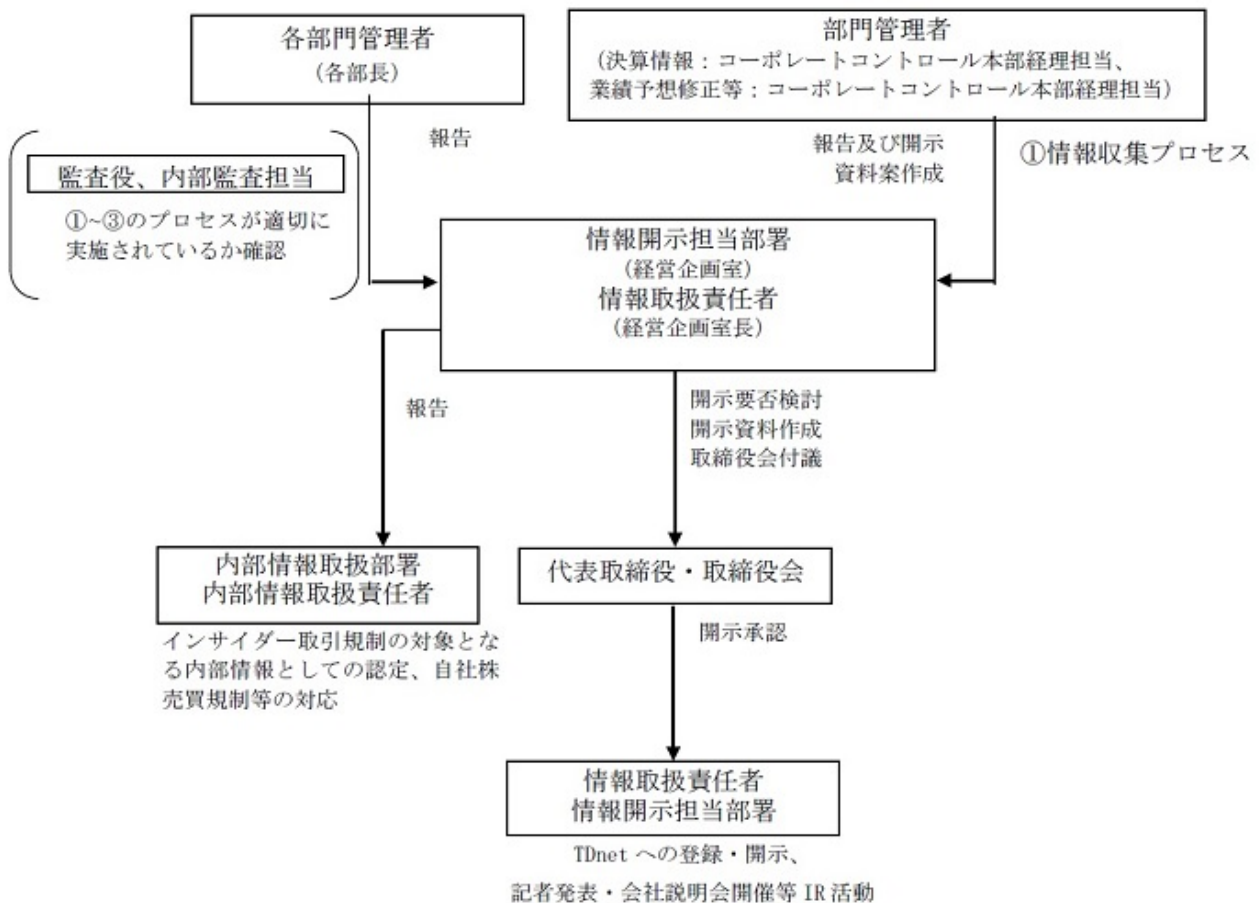 各部門管理者
(各部長)
部門管理者
(決算情報：コーポレートコントロール本部経理担当、
業績予想修正等：コーポレートコントロール本部経理担当)
報告
報告及び開示
資料案作成
①情報収集プロセス
監査役、内部監査担当
①~③のプロセスが適切に
実施されているか確認
情報開示担当部署
(経営企画室)
情報取扱責任者
(経営企画室長)
報告
開示要否検討
開示資料作成
取締役会付議
内部情報取扱部署
内部情報取扱責任者
インサイダー取引規制の対象とな
る内部情報としての認定、自社株
売買規制等の対応
代表取締役・取締役会
開示承認
情報取扱責任者
情報開示担当部署
TDnet への登録・開示、
記者発表・会社説明会開催等 IR 活動